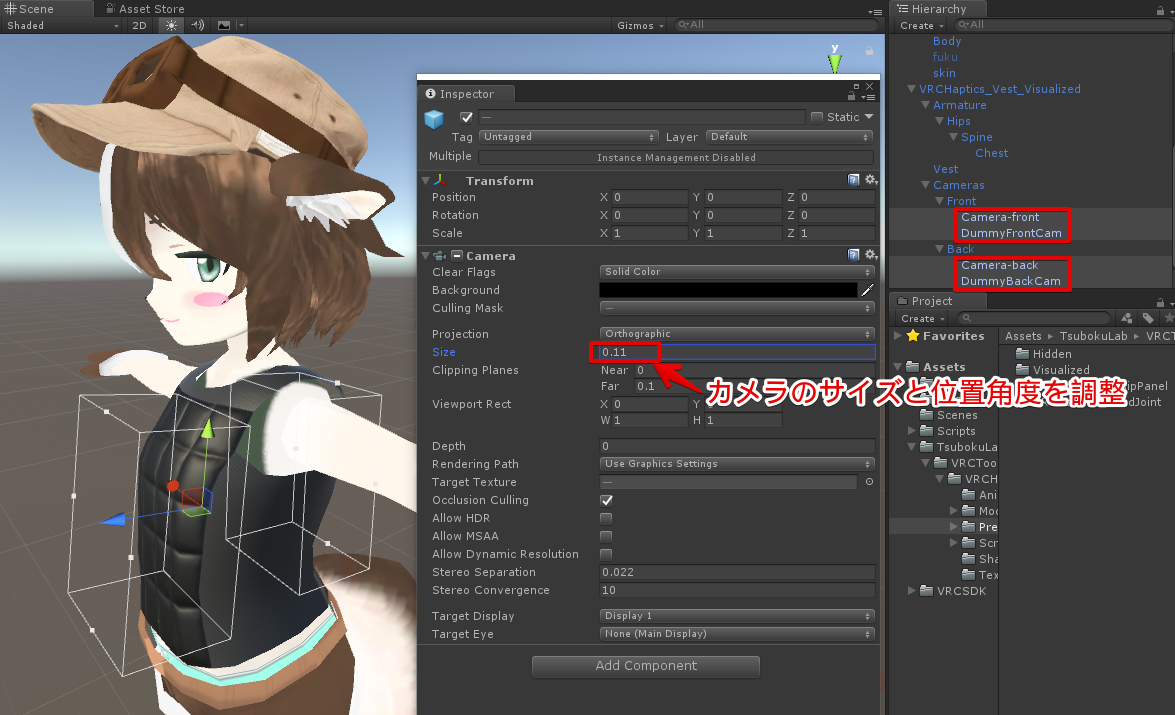 Scene
Asset Store
Shaded
2D
Gizmos
All
y
Inspector
—
Static
Tag Untagged Layer Default
Multiple Instance Management Disabled
Transform
Position X 0 Y 0 Z 0
Rotation X 0 Y 0 Z 0
Scale X 1 Y 1 Z 1
Camera
Clear Flags Solid Color
Background
Culling Mask —
Projection Orthographic
Size 0.11
Clipping Planes Near 0
Far 0.1
カメラのサイズと位置角度を調整
Viewport Rect X 0 Y
W 1 H 1
Depth 0
Rendering Path Use Graphics Settings
Target Texture —
Occlusion Culling
Allow HDR
Allow MSAA
Allow Dynamic Resolution
Stereo Separation 0.022
Stereo Convergence 10
Target Display Display 1
Target Eye None (Main Display)
Add Component
Hierarchy
Create All
Body
fuku
skin
VRCHaptics_Vest_Visualized
Armature
Hips
Spine
Chest
Vest
Cameras
Front
Camera-front
DummyFrontCam
Back
Camera-back
DummyBackCam
Project
Create
Favorites
Assets
Scenes
Scripts
TsubokuLa
VRCToo
VRCH
Ani
Mod
Pre
Scr
Sha
Tex
VRCSDK
Assets TsubokuLab VRCT
Hidden
Visualized
ipPanel
dJoint